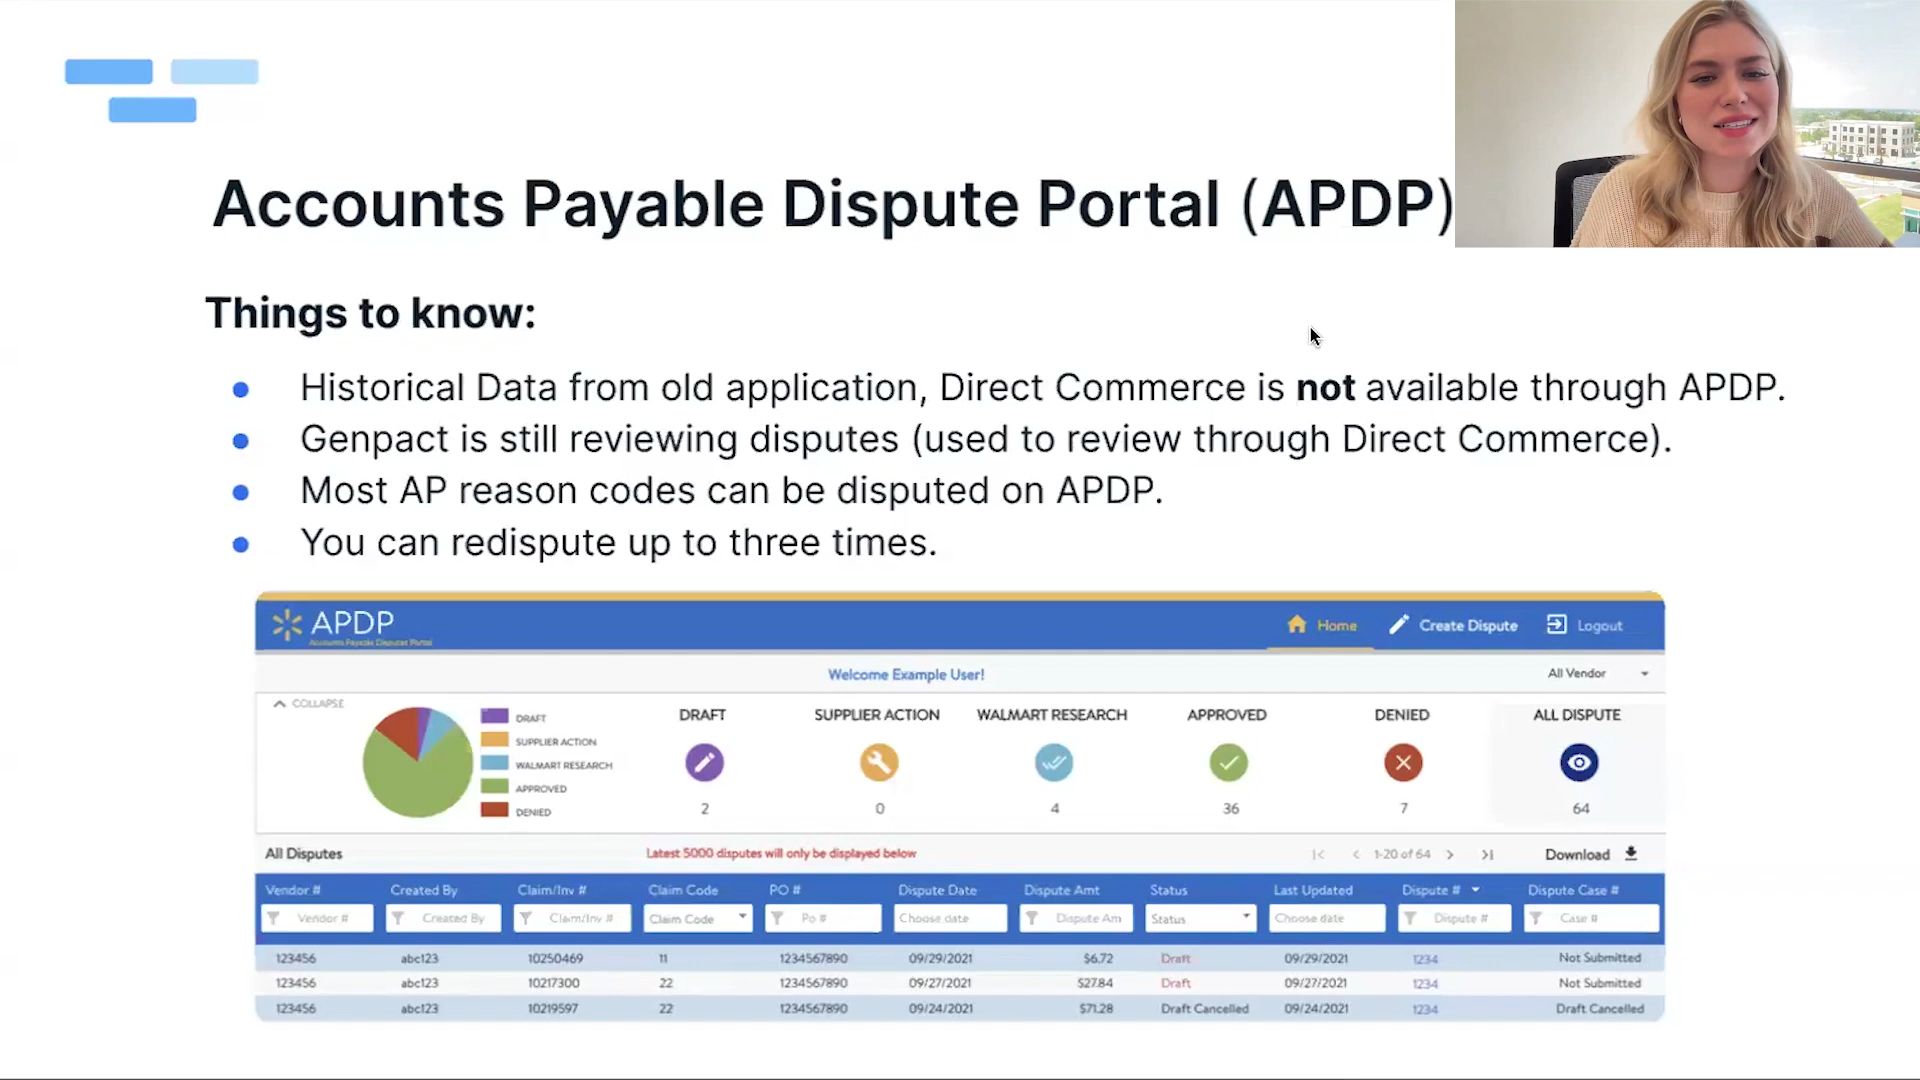 Accounts Payable Dispute Portal (APDP)
Things to know:
Historical Data from old application, Direct Commerce is not available through APDP.
Genpact is still reviewing disputes (used to review through Direct Commerce).
Most AP reason codes can be disputed on APDP.
You can redispute up to three times.
APDP
Accounts Payable Disputes Portal
Home Create Dispute Logout
Welcome Example User!
All Vendor
COLLAPSE
DRAFT
SUPPLIER ACTION
WALMART RESEARCH
APPROVED
DENIED
DRAFT SUPPLIER ACTION WALMART RESEARCH APPROVED DENIED ALL DISPUTE
2 0 4 36 7 64
All Disputes Latest 5000 disputes will only be displayed below 1-20 of 64 Download
Vendor # Created By Claim/Inv # Claim Code PO # Dispute Date Dispute Amt Status Last Updated Dispute # Dispute Case #
Vendor # Created By Claim/Inv # Claim Code Po # Choose date Dispute Am Status Choose date Dispute # Case #
123456 abc123 10250469 11 1234567890 09/29/2021 $6.72 Draft 09/29/2021 1234 Not Submitted
123456 abc123 10217300 22 1234567890 09/27/2021 $27.84 Draft 09/27/2021 1234 Not Submitted
123456 abc123 10219597 22 1234567890 09/24/2021 $71.28 Draft Cancelled 09/24/2021 1234 Draft Cancelled